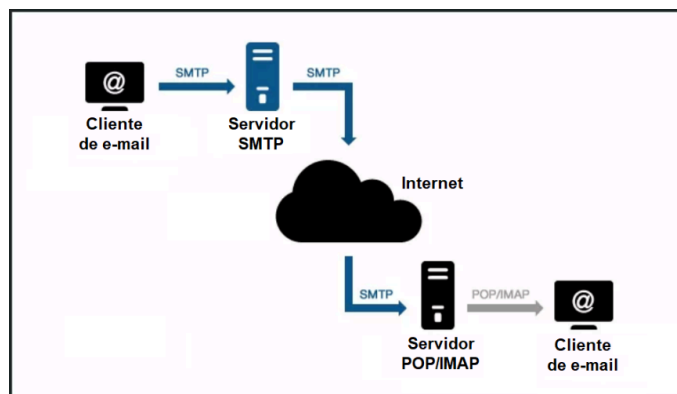 @
SMTP
SMTP
Cliente
de e-mail
Servidor
SMTP
Internet
SMTP
POP/IMAP
@
Servidor
POP/IMAP
Cliente
de e-mail